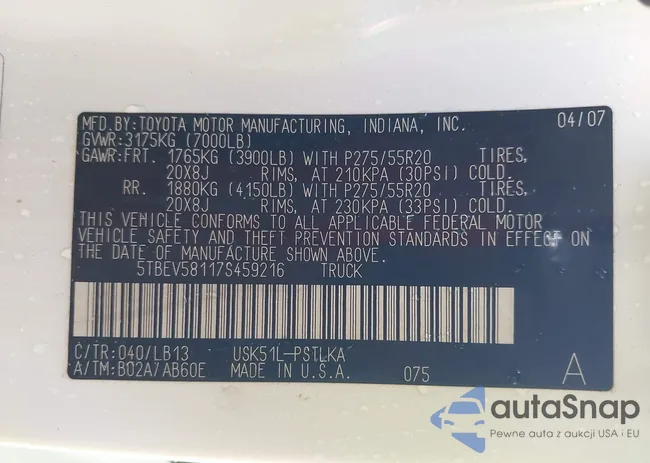 MFD.BY:TOYOTA MOTOR MANUFACTURING, INDIANA, INC. 04/07
GVWR:3175KG (7000LB)
GAWR:FRT. 1765KG (3900LB) WITH P275/55R20 TIRES,
20X8J RIMS, AT 210KPA (30PSI) COLD.
RR. 1880KG (4150LB) WITH P275/55R20 TIRES,
20X8J RIMS, AT 230KPA (33PSI) COLD.
THIS VEHICLE CONFORMS TO ALL APPLICABLE FEDERAL MOTOR
VEHICLE SAFETY AND THEFT PREVENTION STANDARDS IN EFFECT ON
THE DATE OF MANUFACTURE SHOWN ABOVE.
5TBEV58117S459216 TRUCK
C/TR:040/LB13 USK51L-PSTLKA
A/TM:B02A/AB60E MADE IN U.S.A. 075 A
autaSnap
Pewne auta z aukcji USA i EU